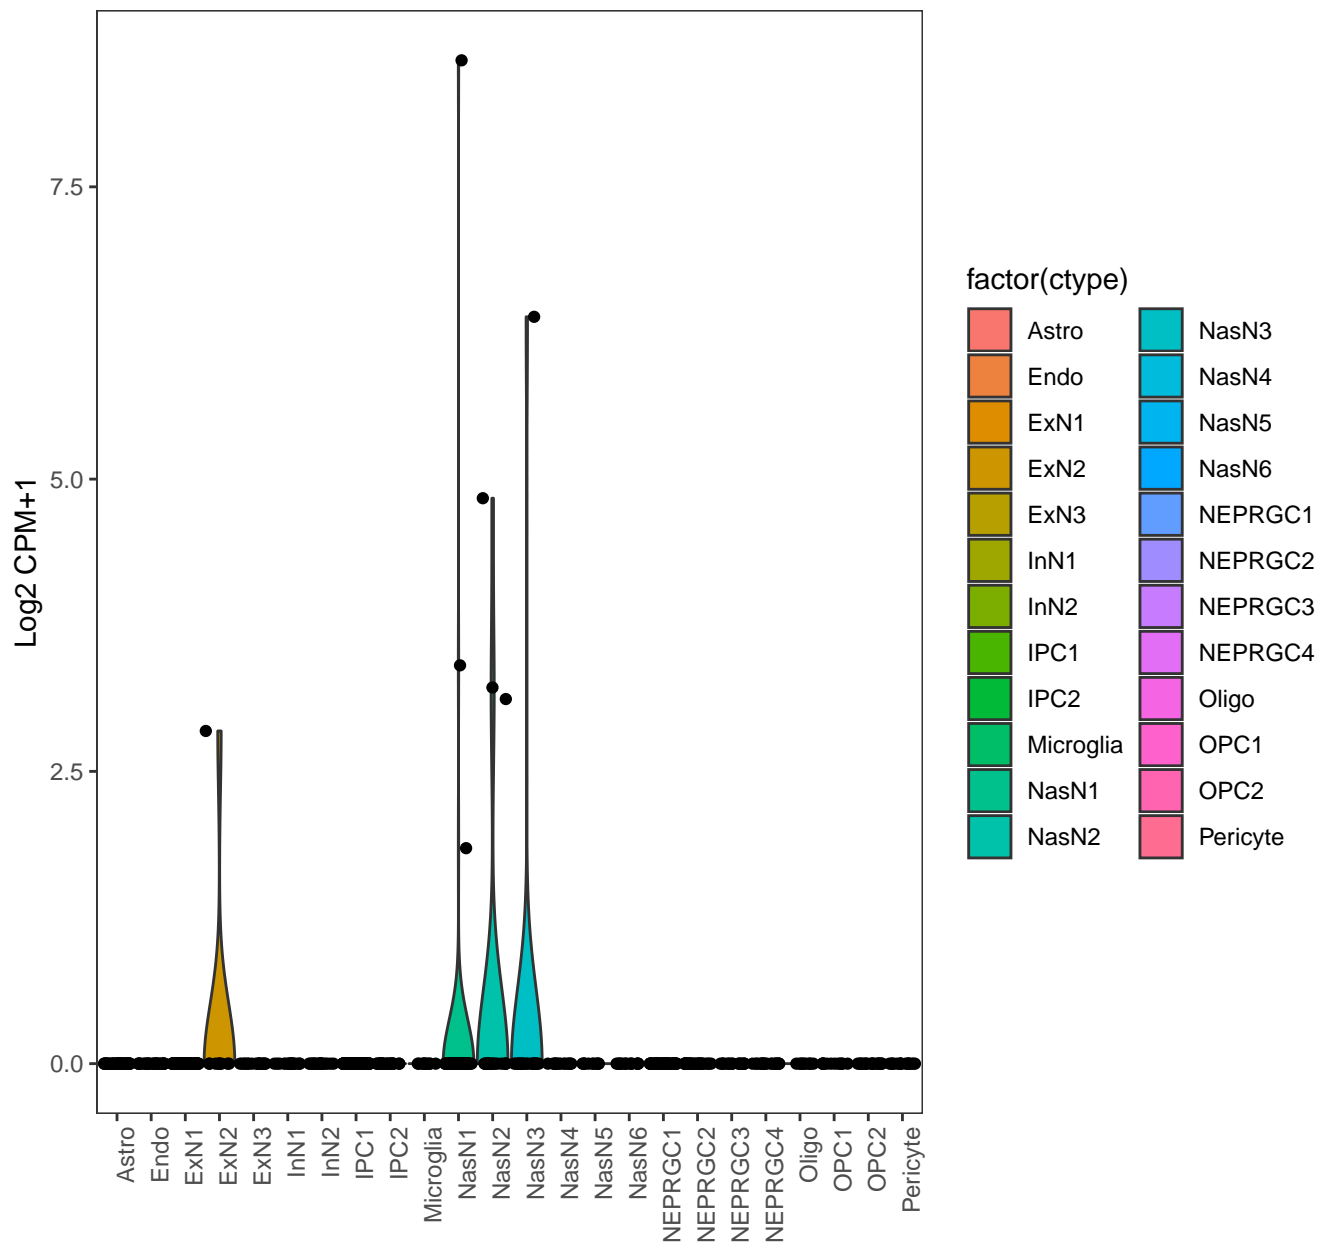 Log2 CPM+1
7.5
5.0
2.5
0.0
Astro
Endo
ExN1
ExN2
ExN3
InN1
InN2
IPC1
IPC2
Microglia
NasN1
NasN2
NasN3
NasN4
NasN5
NasN6
NEPRGC1
NEPRGC2
NEPRGC3
NEPRGC4
Oligo
OPC1
OPC2
Pericyte
factor(ctype)
Astro
Endo
ExN1
ExN2
ExN3
InN1
InN2
IPC1
IPC2
Microglia
NasN1
NasN2
NasN3
NasN4
NasN5
NasN6
NEPRGC1
NEPRGC2
NEPRGC3
NEPRGC4
Oligo
OPC1
OPC2
Pericyte